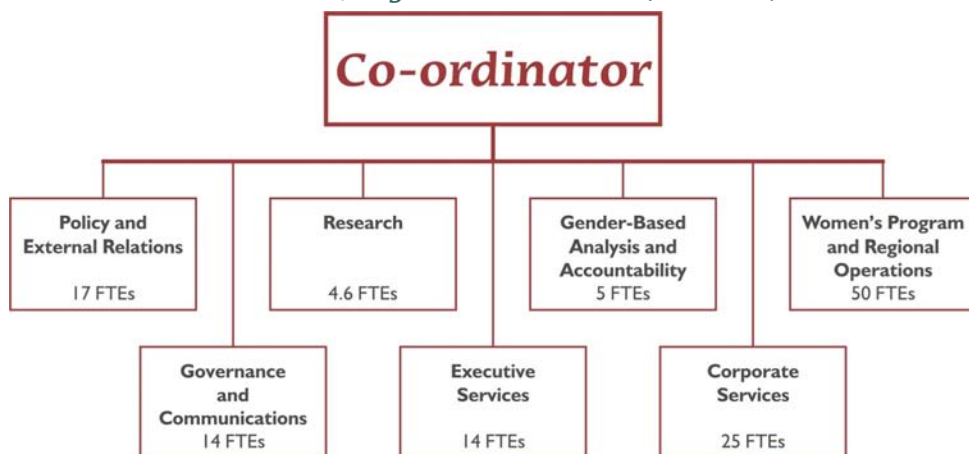 Co-ordinator
Policy and
External Relations
17 FTEs
Research
4.6 FTEs
Gender-Based
Analysis and
Accountability
5 FTEs
Women's Program
and Regional
Operations
50 FTEs
Governance
and
Communications
14 FTEs
Executive
Services
14 FTEs
Corporate
Services
25 FTEs